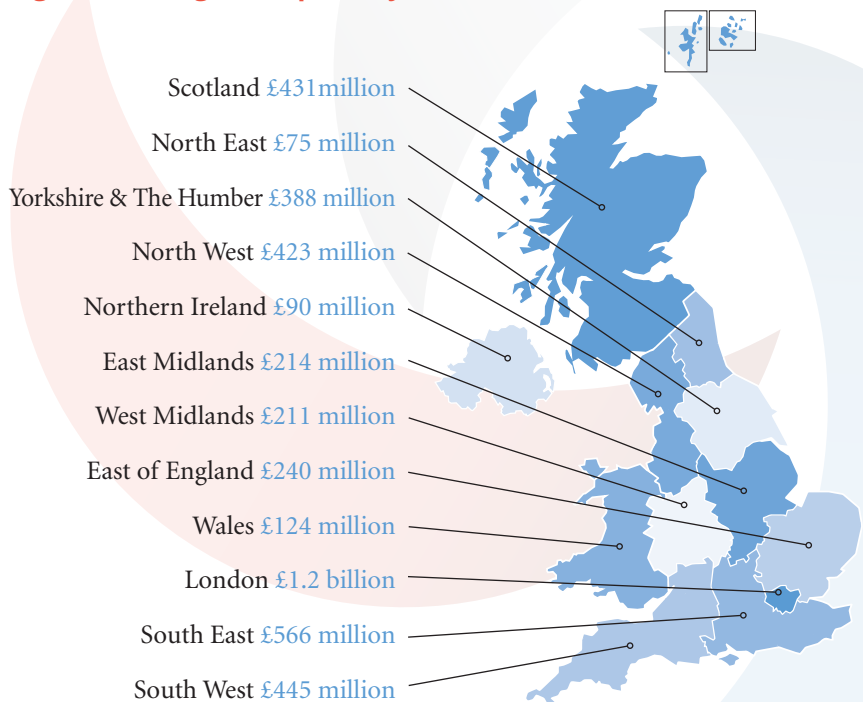 Scotland £431million
North East £75 million
Yorkshire & The Humber £388 million
North West £423 million
Northern Ireland £90 million
East Midlands £214 million
West Midlands £211 million
East of England £240 million
Wales £124 million
London £1.2 billion
South East £566 million
South West £445 million